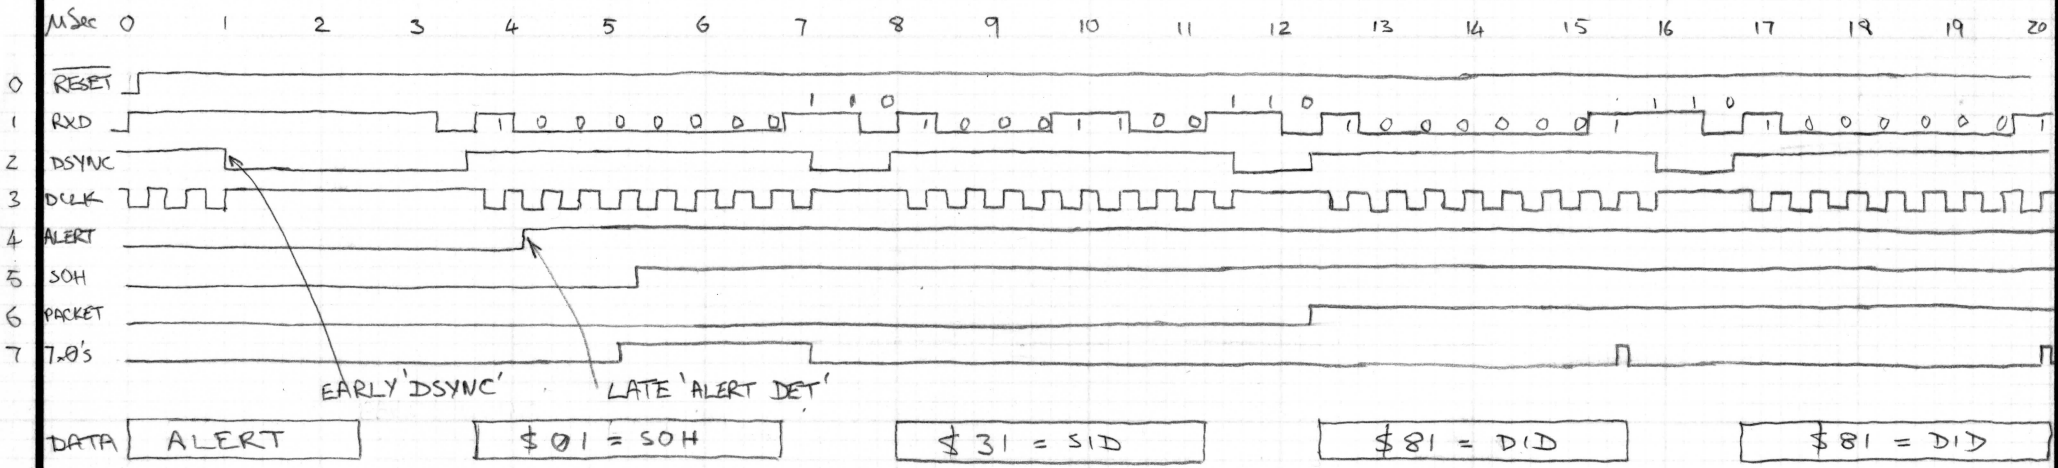 μSec 0 1 2 3 4 5 6 7 8 9 10 11 12 13 14 15 16 17 18 19 20
0 RESET
1 1 0 1 1 0 1 1 0
1 RXD 1 0 0 0 0 0 0 0 1 0 0 0 1 1 0 0 1 0 0 0 0 0 0 1 1 0 0 0 0 0 0 1
2 DSYNC
3 DCLK
4 ALERT
5 SOH
6 PACKET
7 7.0's
EARLY 'DSYNC' LATE 'ALERT DET'
DATA ALERT $01 = SOH $31 = SID $81 = DID $81 = DID